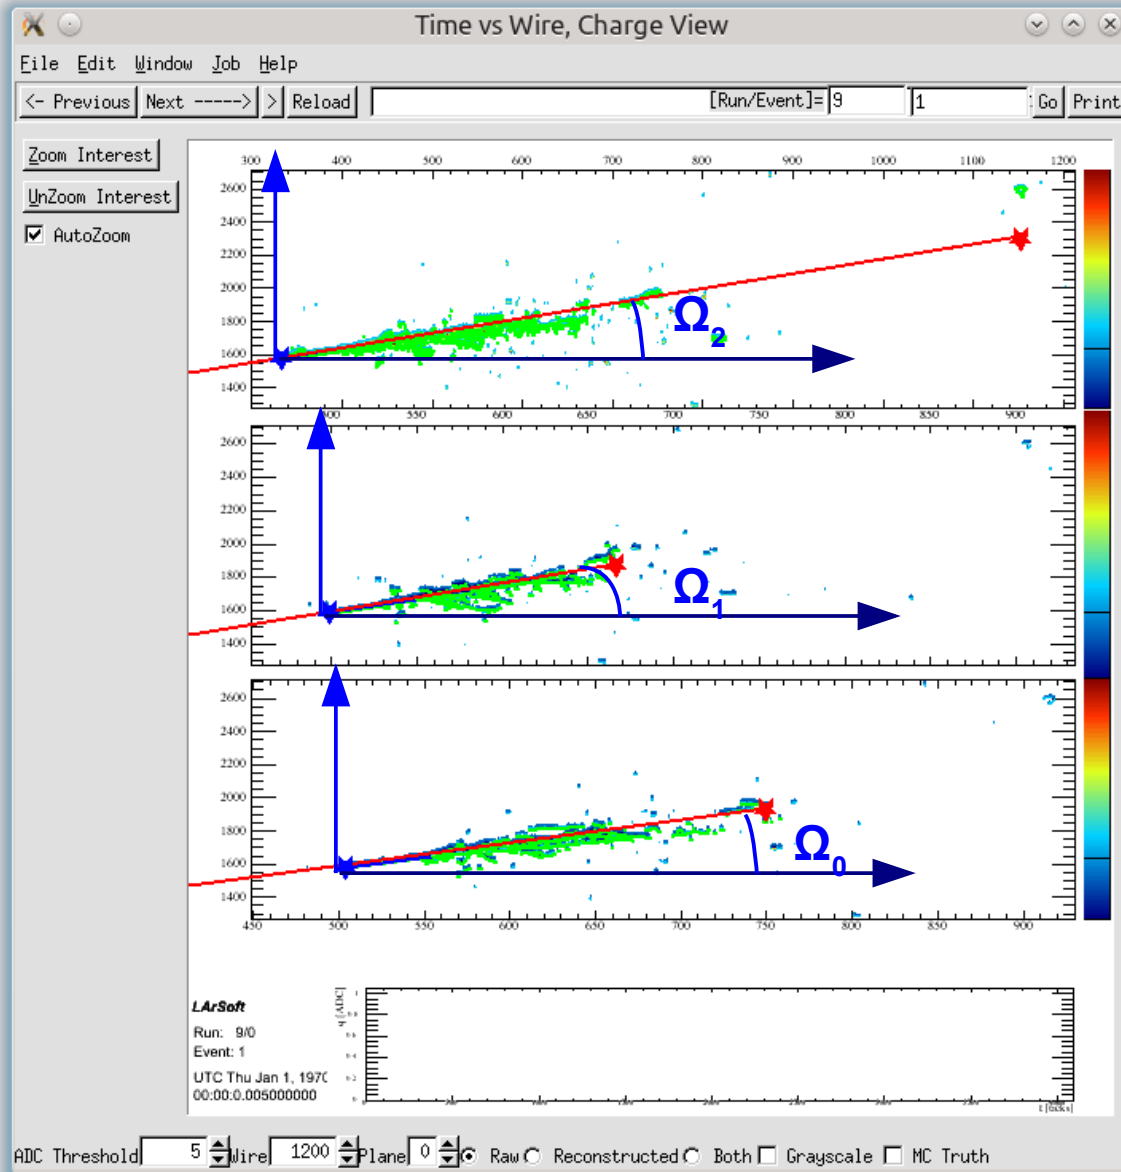 Time vs Wire, Charge View
File Edit Window Job Help
<- Previous Next -----> > Reload [Run/Event]= 9 1 Go Print
Zoom Interest
UnZoom Interest
AutoZoom
300 400 500 600 700 800 900 1000 1100 1200
2600
2400
2200
2000
1800
1600
1400
Ω2
550 600 650 700 750 800 850 900
2600
2400
2200
2000
1800
1600
1400
Ω1
2600
2400
2200
2000
1800
1600
1400
Ω0
450 500 550 600 650 700 750 800 850 900
LArSoft
Run: 9/0
Event: 1
UTC Thu Jan 1, 1970
00:00:0.005000000
q [ADC]
t [ticks]
ADC Threshold 5 Wire 1200 Plane 0 Raw Reconstructed Both Grayscale MC Truth